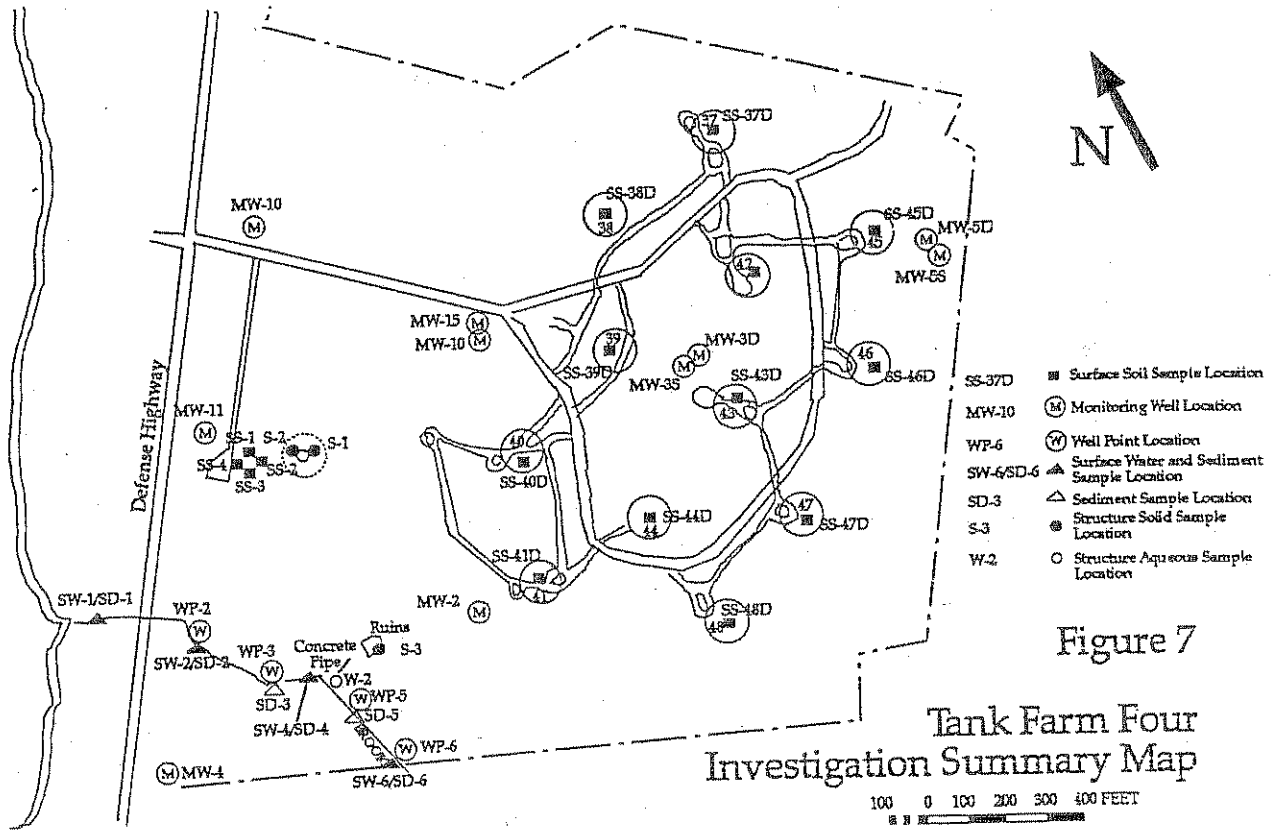 37 SS-37D
N
SS-38D
38
MW-10
SS-45D
45
MW-5D
MW-5S
42
MW-15
MW-10
39
SS-39D
MW-3D
MW-35
46
SS-46D
SS-43D
43
Defense Highway
MW-11
SS-1
S-2
S-1
SS-4
SS-2
SS-3
40
SS-40D
SS-44D
44
47
SS-47D
SS-41D
41
MW-2
SS-48D
48
SW-1/SD-1
WP-2
SW-2/SD-2
WP-3
SD-3
Concrete
Pipe
Ruins
S-3
W-2
WP-5
SD-5
SW-4/SD-4
BROOK
WP-6
SW-6/SD-6
M MW-4
SS-37D Surface Soil Sample Location
MW-10 M Monitoring Well Location
WP-6 W Well Point Location
SW-6/SD-6 Surface Water and Sediment
Sample Location
SD-3 Sediment Sample Location
S-3 Structure Solid Sample
Location
W-2 Structure Aqueous Sample
Location
Figure 7
Tank Farm Four
Investigation Summary Map
100 0 100 200 300 400 FEET